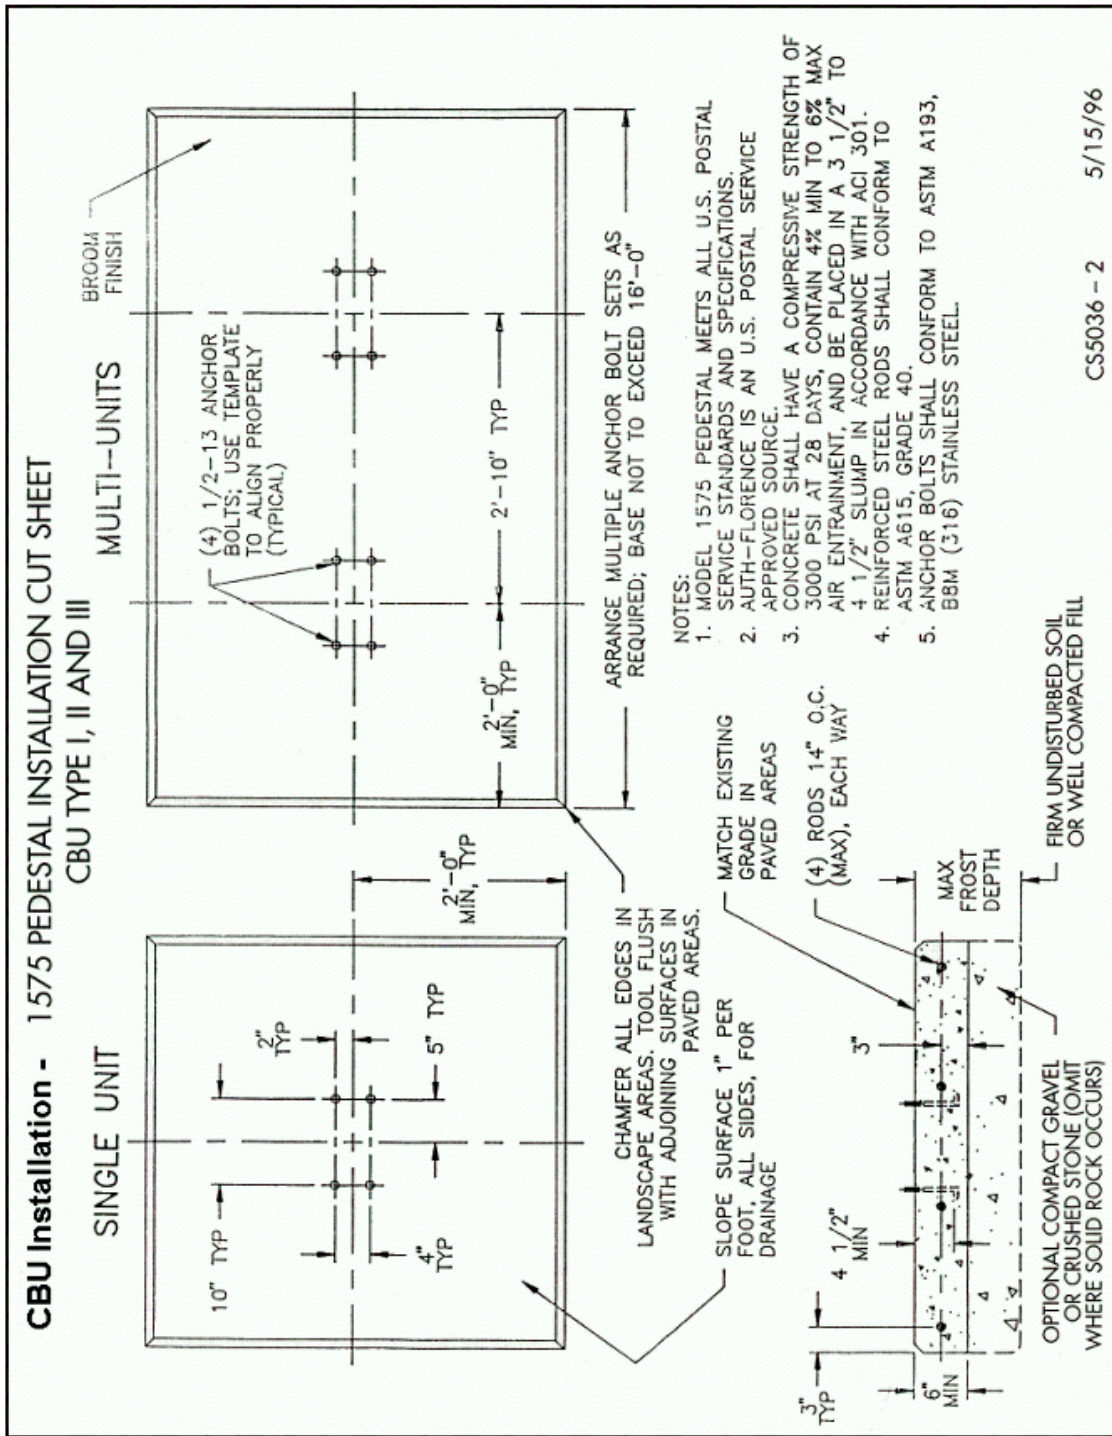 CBU Installation - 1575 PEDESTAL INSTALLATION CUT SHEET
CBU TYPE I, II AND III
SINGLE UNIT
10" TYP
2"
TYP
4"
TYP
5" TYP
2'-0"
MIN, TYP
MULTI--UNITS
BROOM
FINISH
(4) 1/2-13 ANCHOR
BOLTS; USE TEMPLATE
TO ALIGN PROPERLY
(TYPICAL)
2'-0"
MIN, TYP
2'-10" TYP
ARRANGE MULTIPLE ANCHOR BOLT SETS AS
REQUIRED; BASE NOT TO EXCEED 16'-0"
CHAMFER ALL EDGES IN
LANDSCAPE AREAS. TOOL FLUSH
WITH ADJOINING SURFACES IN
PAVED AREAS.
SLOPE SURFACE 1" PER
FOOT, ALL SIDES, FOR
DRAINAGE
MATCH EXISTING
GRADE IN
PAVED AREAS
(4) RODS 14" O.C.
(MAX), EACH WAY
3"
TYP
6"
MIN
4 1/2"
MIN
3"
MAX
FROST
DEPTH
OPTIONAL COMPACT GRAVEL
OR CRUSHED STONE (OMIT
WHERE SOLID ROCK OCCURS)
FIRM UNDISTURBED SOIL
OR WELL COMPACTED FILL
NOTES:
1. MODEL 1575 PEDESTAL MEETS ALL U.S. POSTAL
SERVICE STANDARDS AND SPECIFICATIONS.
2. AUTH-FLORENCE IS AN U.S. POSTAL SERVICE
APPROVED SOURCE.
3. CONCRETE SHALL HAVE A COMPRESSIVE STRENGTH OF
3000 PSI AT 28 DAYS, CONTAIN 4% MIN TO 6% MAX
AIR ENTRAINMENT, AND BE PLACED IN A 3 1/2" TO
4 1/2" SLUMP IN ACCORDANCE WITH ACI 301.
4. REINFORCED STEEL RODS SHALL CONFORM TO
ASTM A615, GRADE 40.
5. ANCHOR BOLTS SHALL CONFORM TO ASTM A193,
B8M (316) STAINLESS STEEL.
CS5036-2 5/15/96